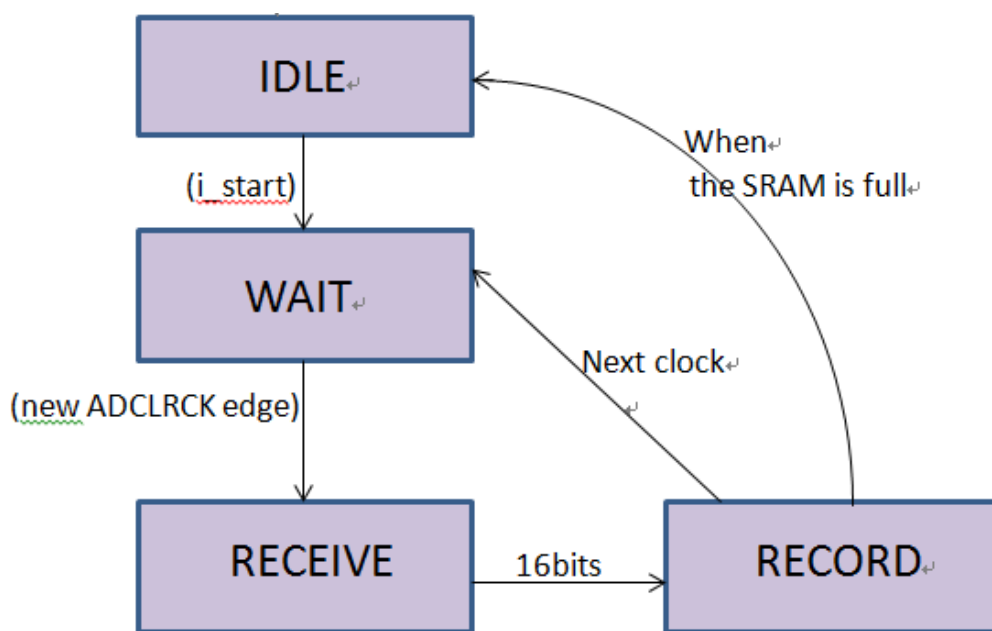 IDLE
(i_start)
When
the SRAM is full
WAIT
Next clock
(new ADCLRCK edge)
RECEIVE
16bits
RECORD